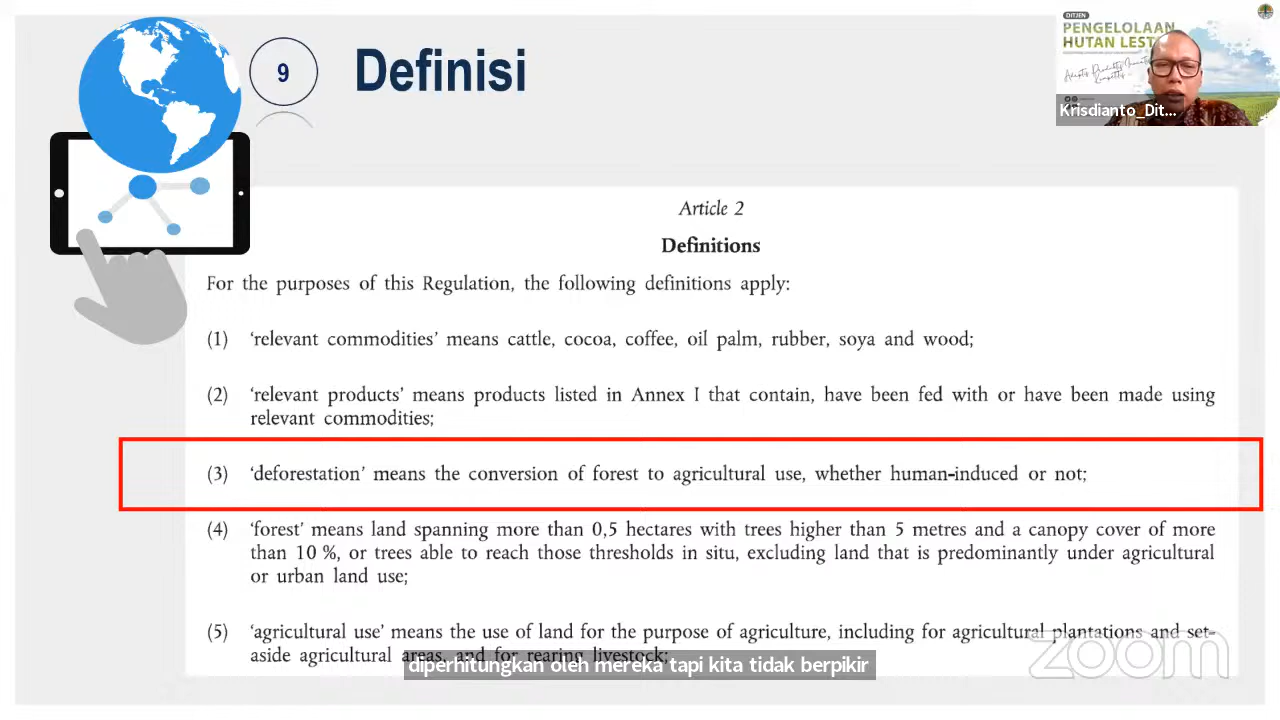 9
Definisi
DITJEN
PENGELOLAAN
HUTAN LEST
Krisdianto_Dit...
Article 2
Definitions
For the purposes of this Regulation, the following definitions apply:
(1) ‘relevant commodities’ means cattle, cocoa, coffee, oil palm, rubber, soya and wood;
(2) ‘relevant products’ means products listed in Annex I that contain, have been fed with or have been made using
relevant commodities;
(3) ‘deforestation’ means the conversion of forest to agricultural use, whether human-induced or not;
(4) ‘forest’ means land spanning more than 0,5 hectares with trees higher than 5 metres and a canopy cover of more
than 10 %, or trees able to reach those thresholds in situ, excluding land that is predominantly under agricultural
or urban land use;
(5) ‘agricultural use’ means the use of land for the purpose of agriculture, including for agricultural plantations and set-
aside agricultural areas, and for rearing livestock;
diperhitungkan oleh mereka tapi kita tidak berpikir
zoom